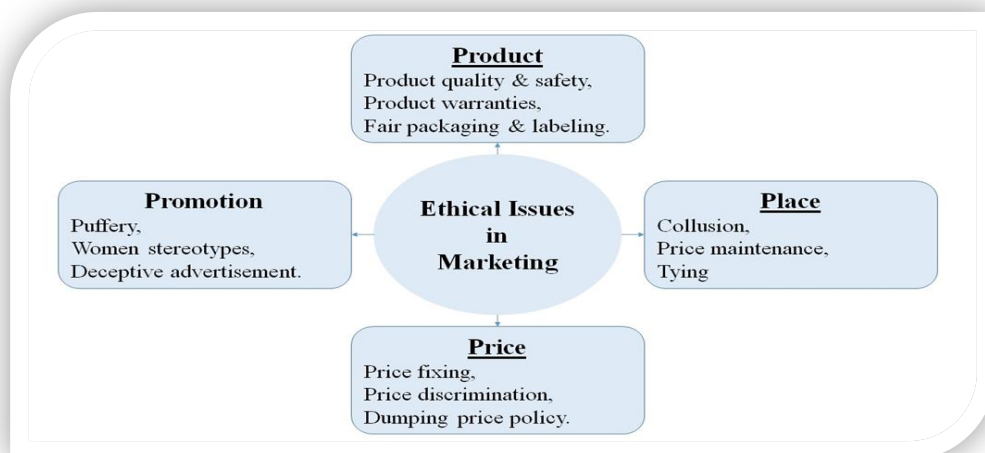 Product
Product quality & safety,
Product warranties,
Fair packaging & labeling.
Promotion
Puffery,
Women stereotypes,
Deceptive advertisement.
Ethical Issues
in
Marketing
Place
Collusion,
Price maintenance,
Tying
Price
Price fixing,
Price discrimination,
Dumping price policy.